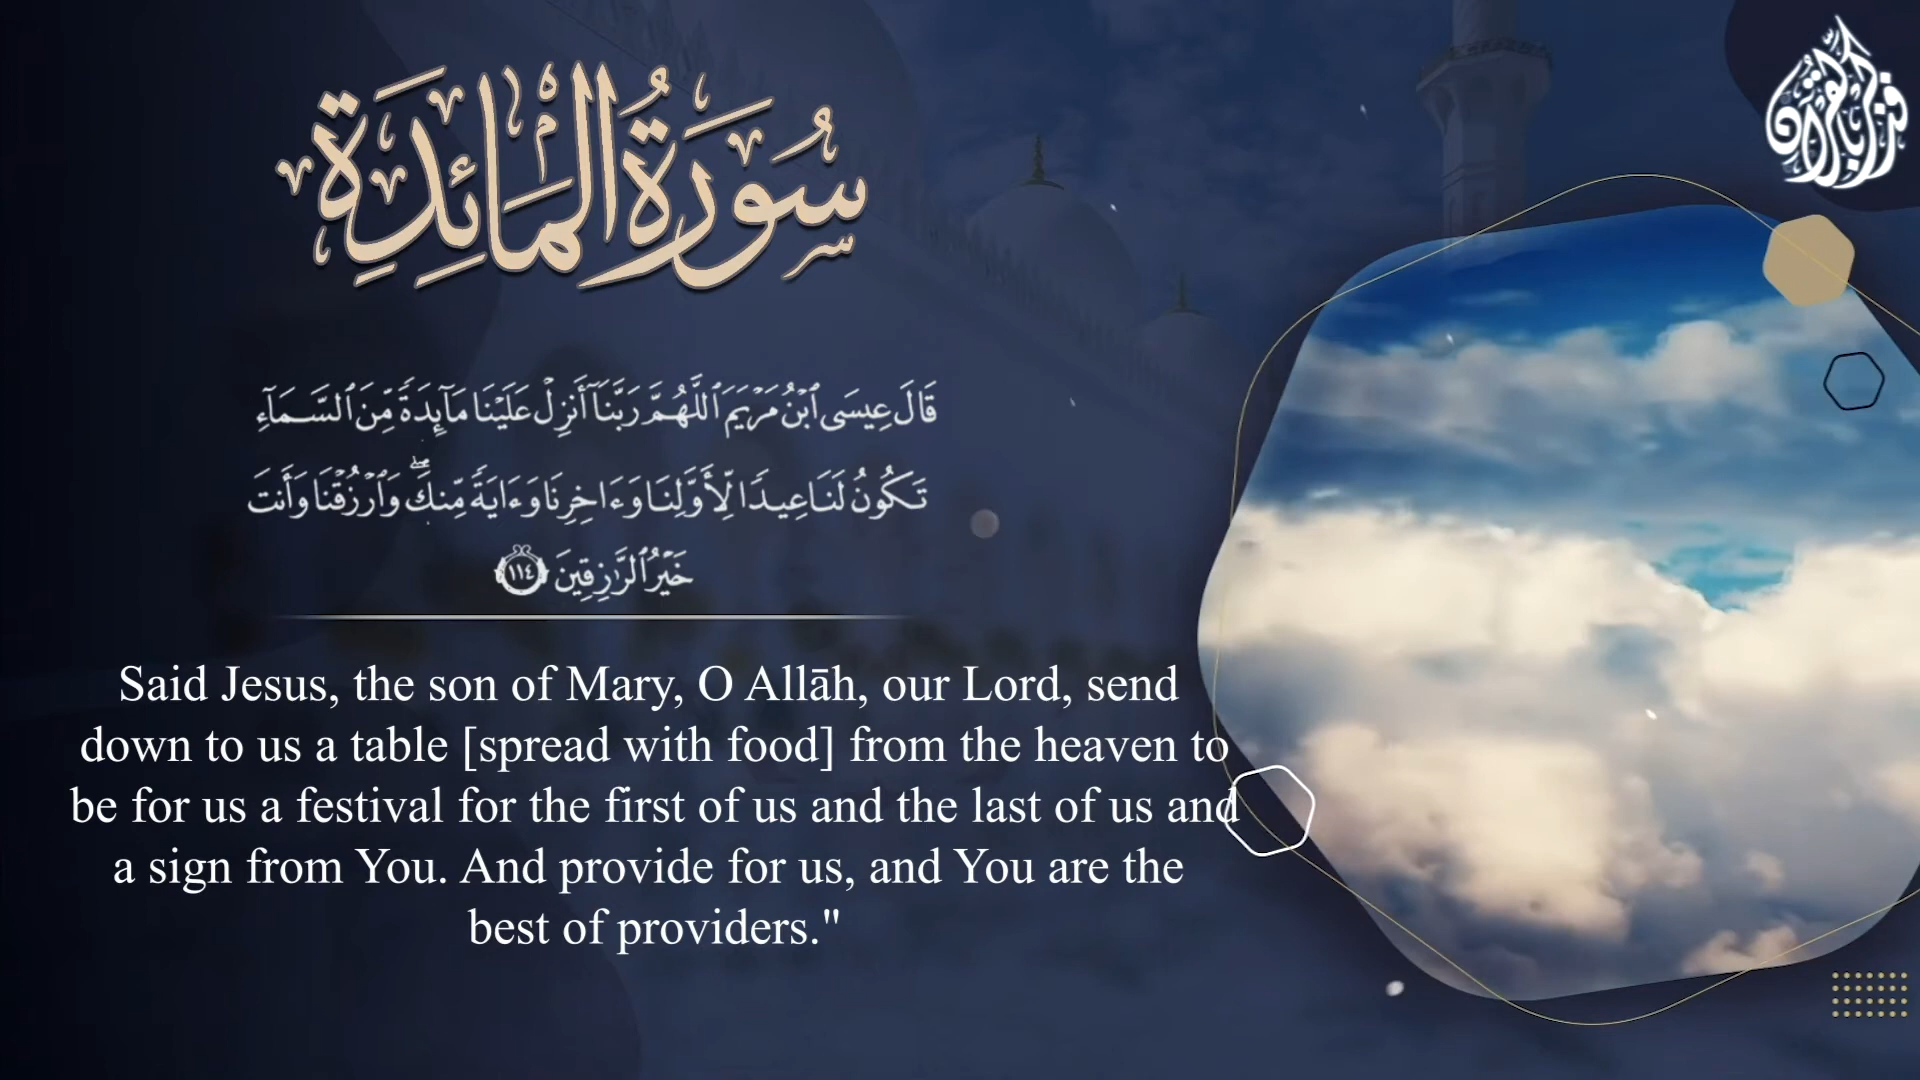 سُورَةُ المَائِدَةِ
فذكر بالقرآن
قَالَ عِيسَى ٱبْنُ مَرْيَمَ ٱللَّهُمَّ رَبَّنَآ أَنزِلْ عَلَيْنَا مَآئِدَةً مِّنَ ٱلسَّمَآءِ
تَكُونُ لَنَا عِيدًا لِّأَوَّلِنَا وَءَاخِرِنَا وَءَايَةً مِّنكَ ۖ وَٱرْزُقْنَا وَأَنتَ
خَيْرُ ٱلرَّٰزِقِينَ ١١٤
Said Jesus, the son of Mary, O Allāh, our Lord, send
down to us a table [spread with food] from the heaven to
be for us a festival for the first of us and the last of us and
a sign from You. And provide for us, and You are the
best of providers."